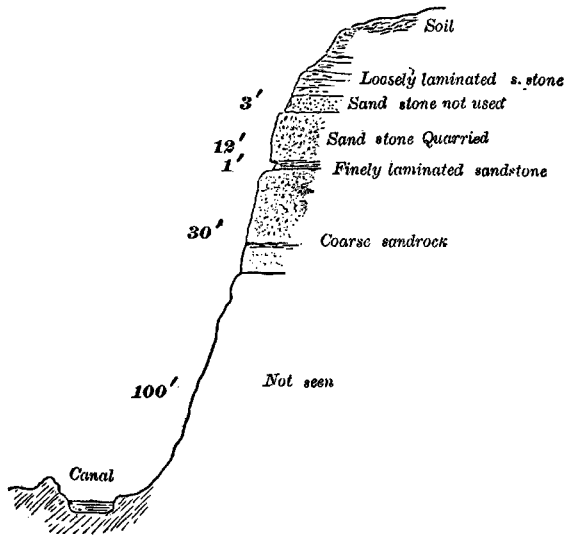 Soil
Loosely laminated s. stone
3′ Sand stone not used
12′ Sand stone Quarried
1′ Finely laminated sandstone
30′ Coarse sandrock
100′ Not seen
Canal